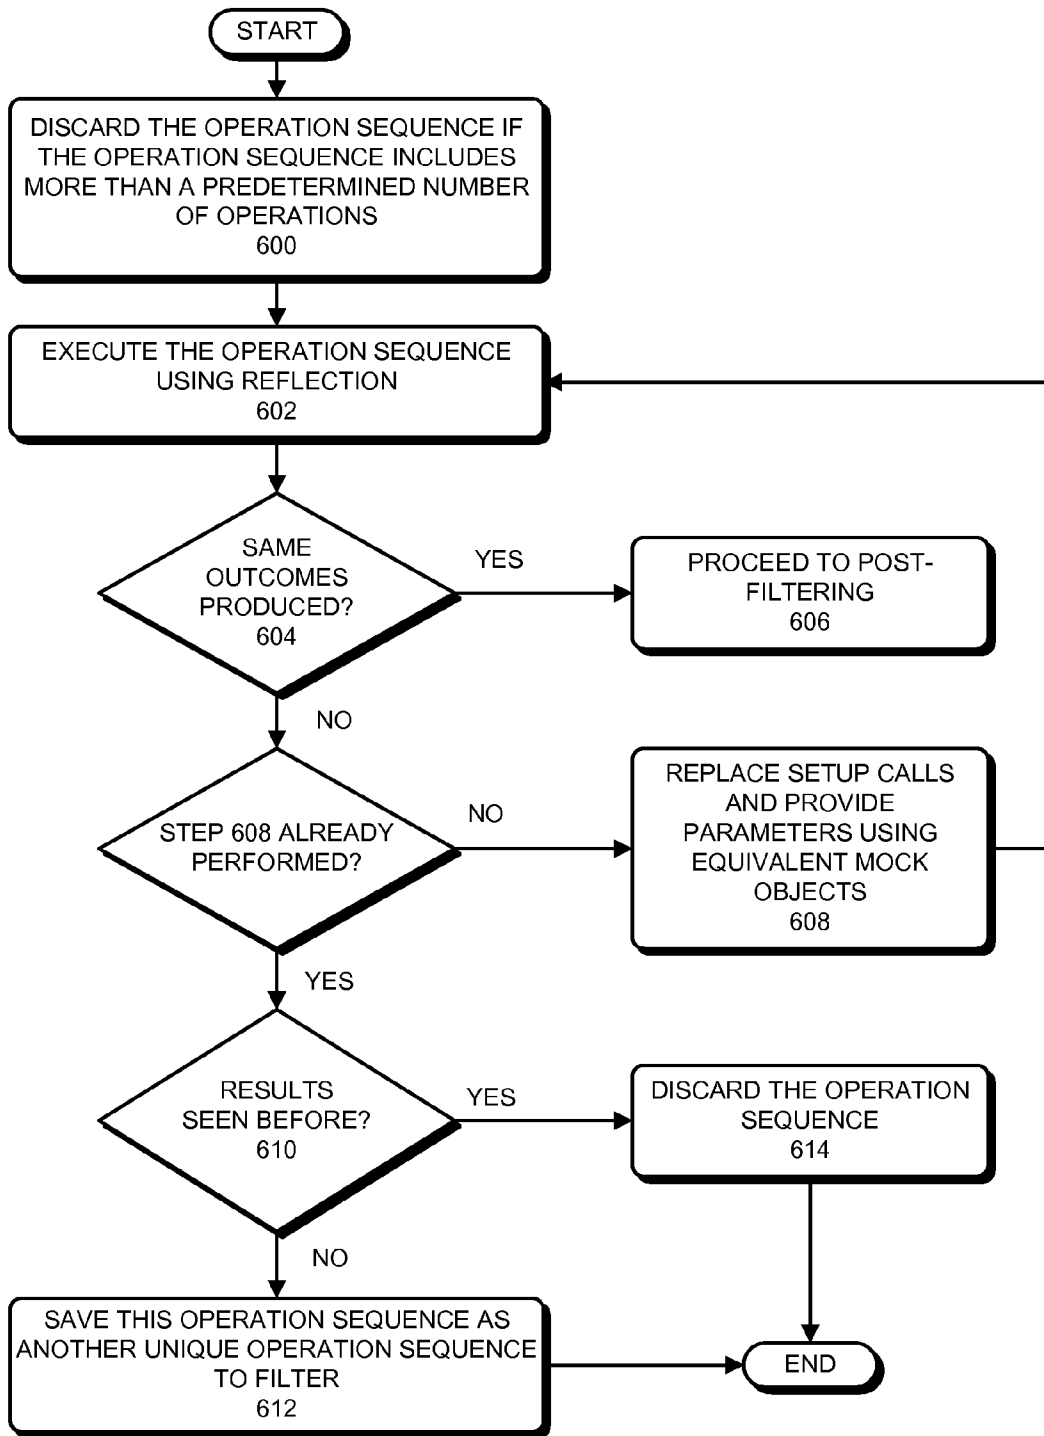 START
DISCARD THE OPERATION SEQUENCE IF
THE OPERATION SEQUENCE INCLUDES
MORE THAN A PREDETERMINED NUMBER
OF OPERATIONS
600
EXECUTE THE OPERATION SEQUENCE
USING REFLECTION
602
SAME
OUTCOMES
PRODUCED?
604
YES
PROCEED TO POST-
FILTERING
606
NO
STEP 608 ALREADY
PERFORMED?
NO
REPLACE SETUP CALLS
AND PROVIDE
PARAMETERS USING
EQUIVALENT MOCK
OBJECTS
608
YES
RESULTS
SEEN BEFORE?
610
YES
DISCARD THE OPERATION
SEQUENCE
614
NO
SAVE THIS OPERATION SEQUENCE AS
ANOTHER UNIQUE OPERATION SEQUENCE
TO FILTER
612
END